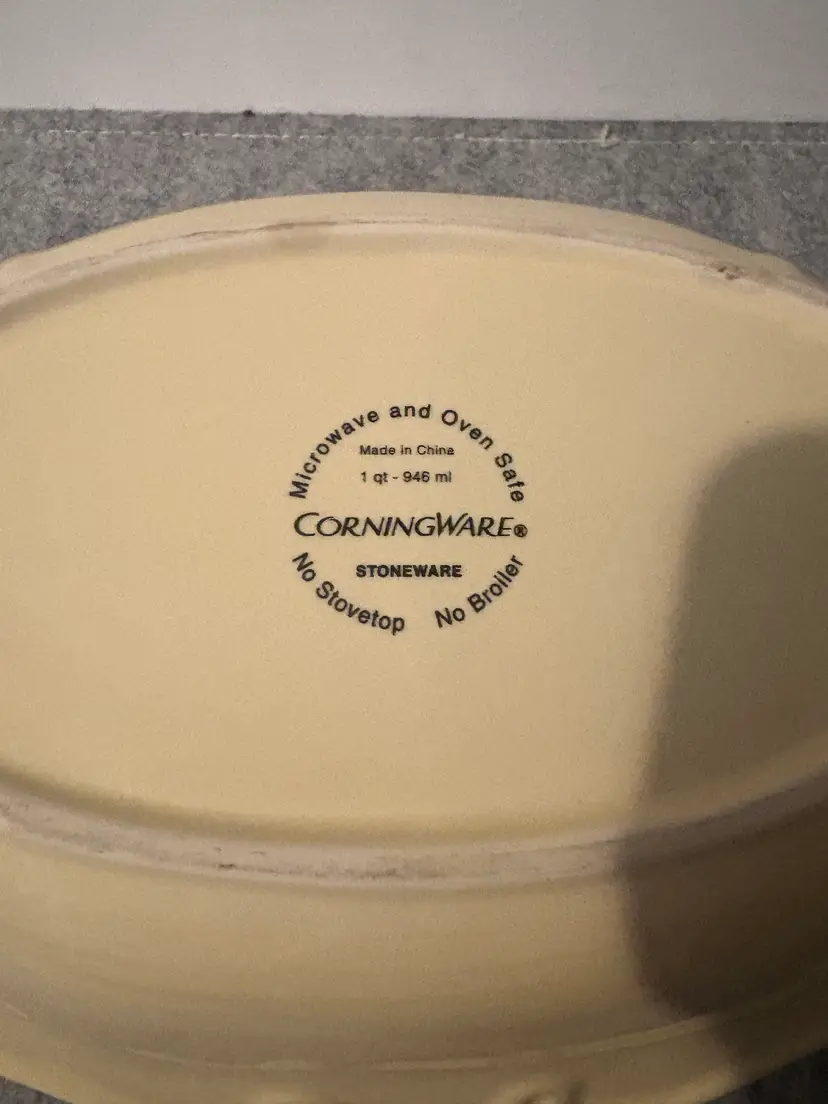 Microwave and Oven Safe
Made in China
1 qt - 946 ml
CORNINGWARE®
STONEWARE
No Stovetop No Broiler